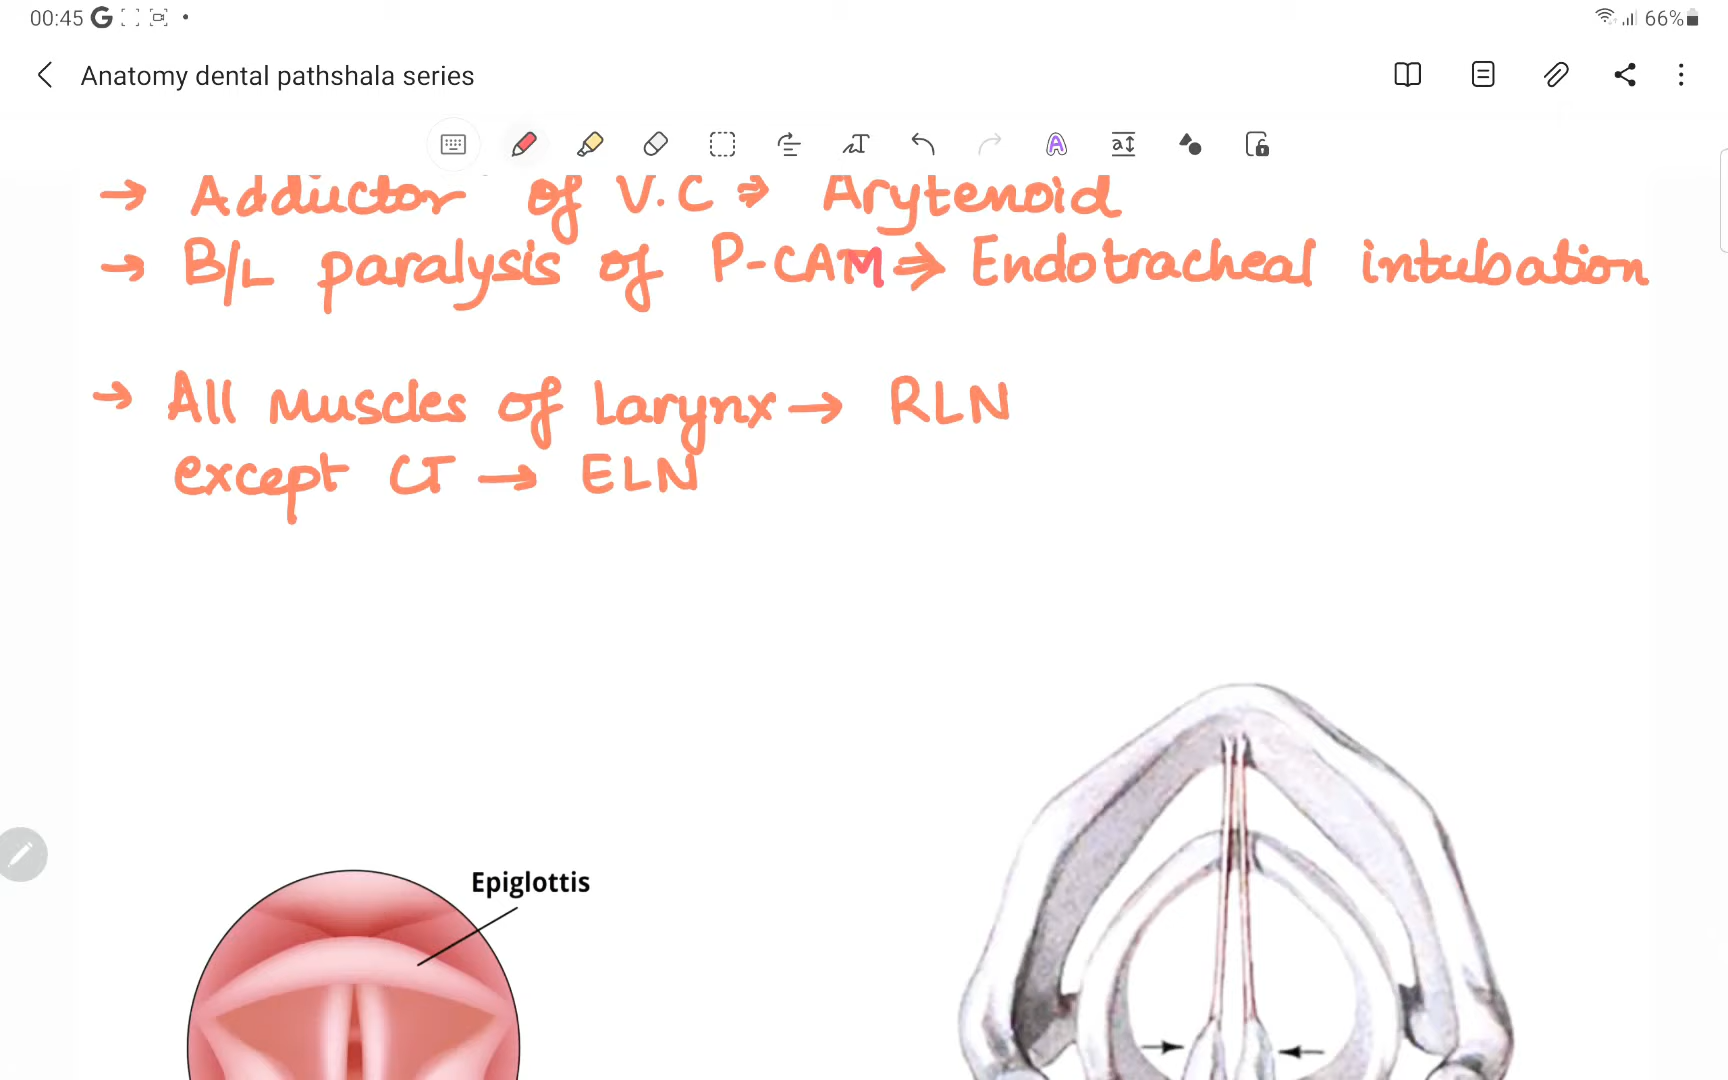 00:45 G 66%
Anatomy dental pathshala series
→ Adductor of V.C ⇒ Arytenoid
→ B/L paralysis of P-CAM ⇒ Endotracheal intubation
→ All Muscles of Larynx → RLN
except CT → ELN
Epiglottis